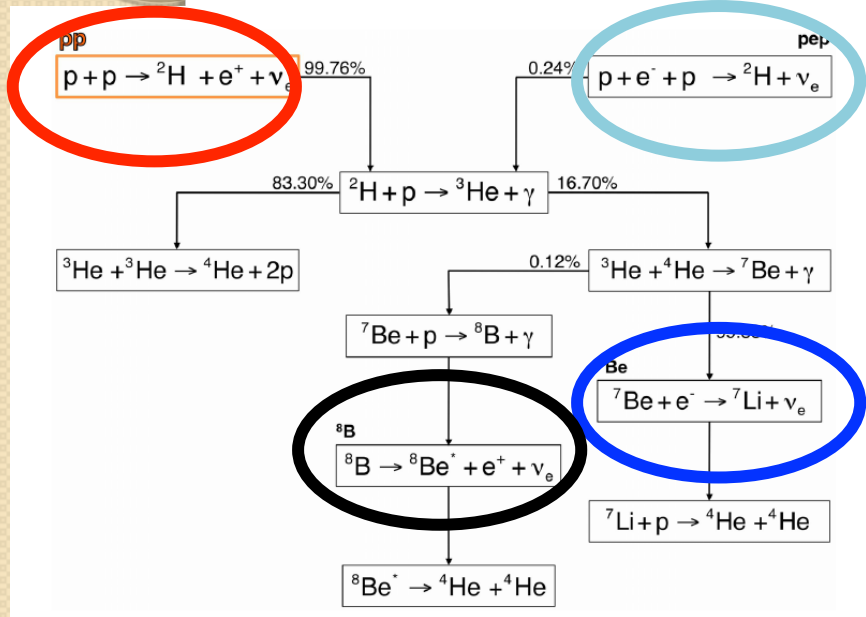 pp
pep
p + p → ²H + e⁺ + νₑ
99.76%
0.24%
p + e⁻ + p → ²H + νₑ
83.30%
²H + p → ³He + γ
16.70%
³He + ³He → ⁴He + 2p
0.12%
³He + ⁴He → ⁷Be + γ
⁷Be + p → ⁸B + γ
Be
⁷Be + e⁻ → ⁷Li + νₑ
⁸B
⁸B → ⁸Be* + e⁺ + νₑ
⁷Li + p → ⁴He + ⁴He
⁸Be* → ⁴He + ⁴He